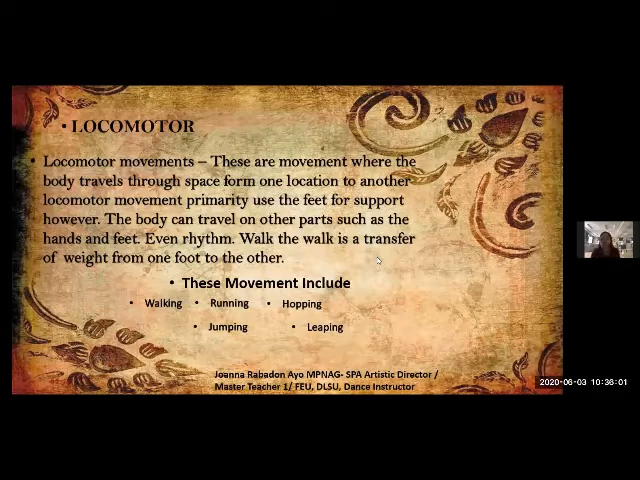 • LOCOMOTOR
• Locomotor movements – These are movement where the
body travels through space form one location to another
locomotor movement primarity use the feet for support
however. The body can travel on other parts such as the
hands and feet. Even rhythm. Walk the walk is a transfer
of weight from one foot to the other.
• These Movement Include
• Walking • Running • Hopping
• Jumping • Leaping
Joanna Rabadon Ayo MPNAG- SPA Artistic Director /
Master Teacher 1/ FEU, DLSU, Dance Instructor
2020-06-03 10:36:01